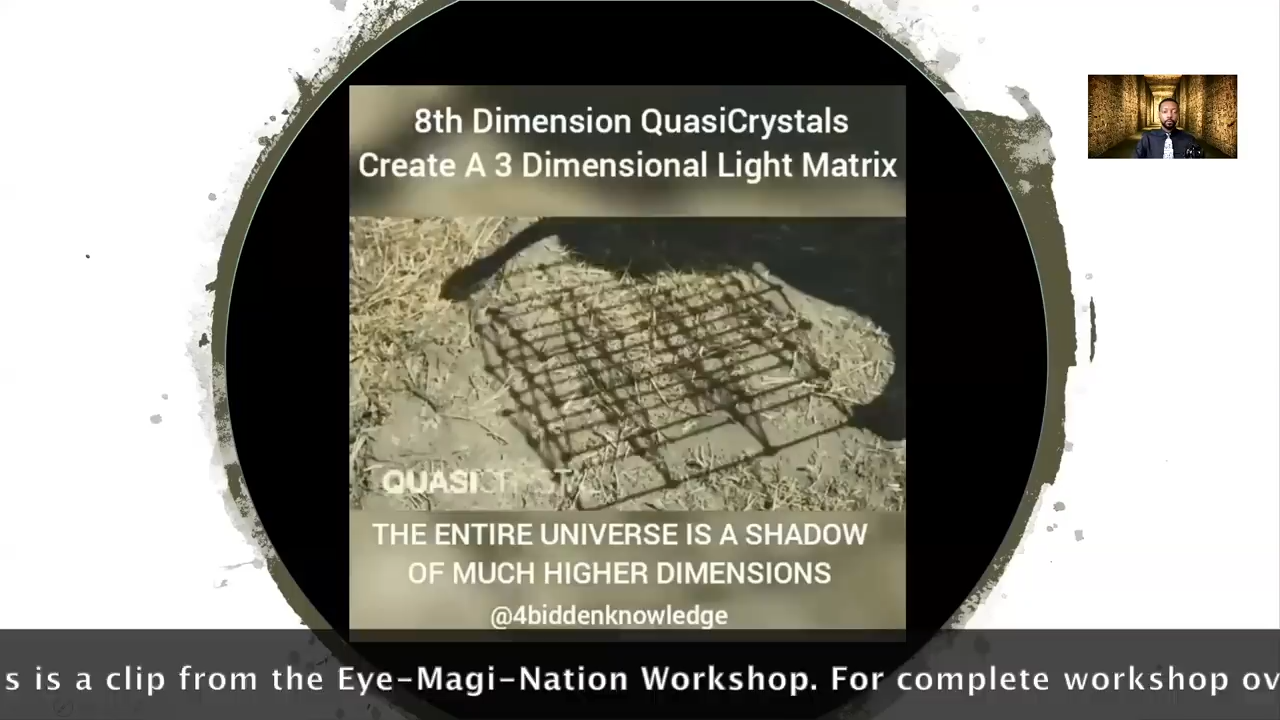 8th Dimension QuasiCrystals
Create A 3 Dimensional Light Matrix
QUASICRYST
THE ENTIRE UNIVERSE IS A SHADOW
OF MUCH HIGHER DIMENSIONS
@4biddenknowledge
s is a clip from the Eye-Magi-Nation Workshop. For complete workshop ov